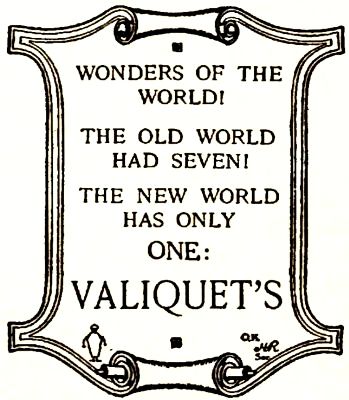 WONDERS OF THE
WORLD!
THE OLD WORLD
HAD SEVEN!
THE NEW WORLD
HAS ONLY
ONE:
VALIQUET'S
O.K.